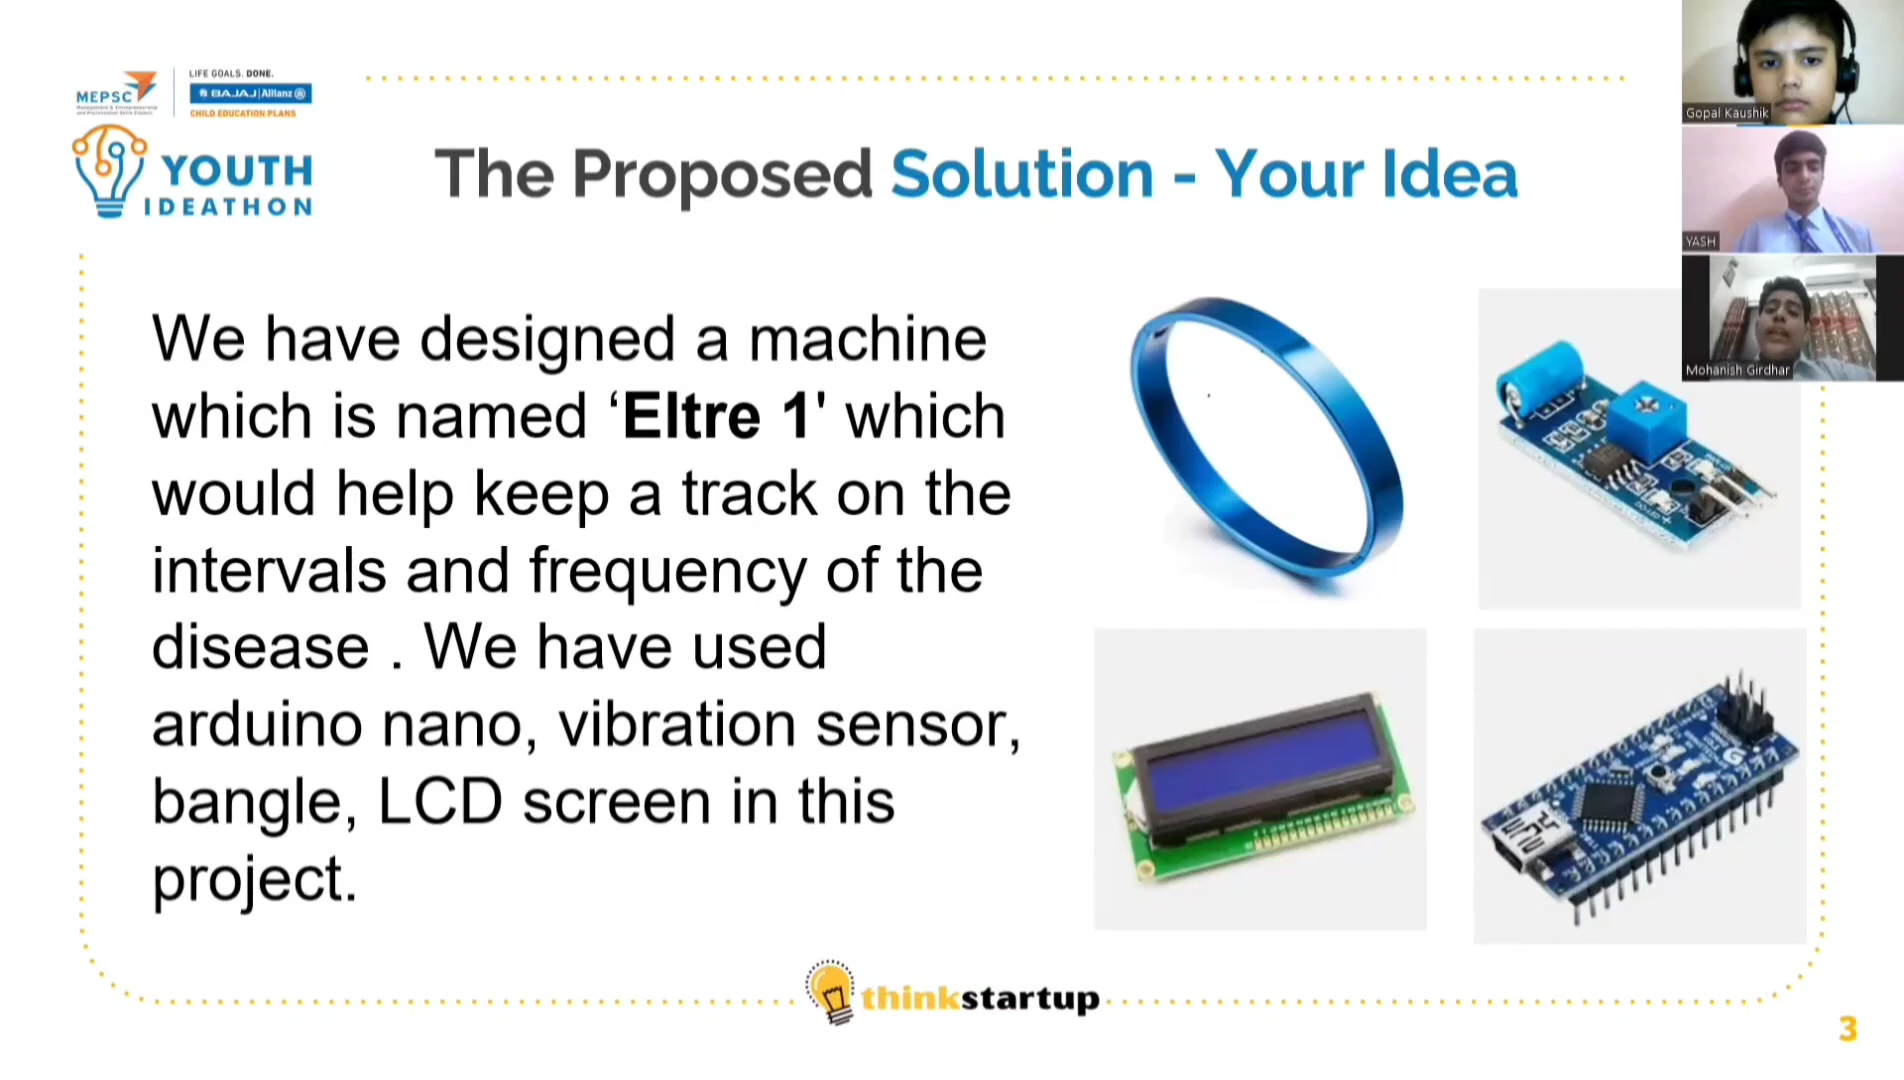 MEPSC
LIFE GOALS. DONE.
BAJAJ Allianz
CHILD EDUCATION PLANS
YOUTH
IDEATHON
The Proposed Solution - Your Idea
Gopal Kaushik
YASH
Mohanish Girdhar
We have designed a machine
which is named ‘Eltre 1' which
would help keep a track on the
intervals and frequency of the
disease . We have used
arduino nano, vibration sensor,
bangle, LCD screen in this
project.
thinkstartup
3